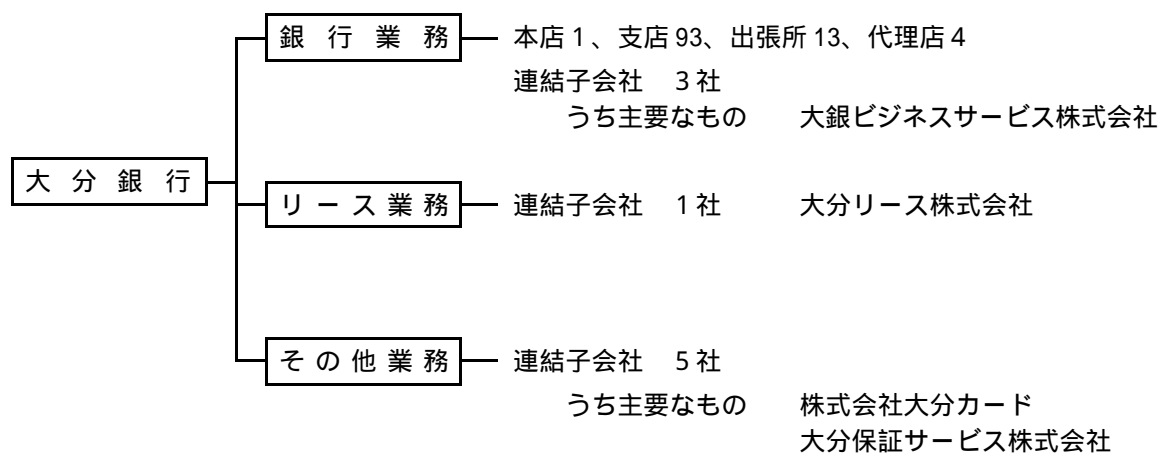 銀行業務 本店1、支店93、出張所13、代理店4
連結子会社 3社
うち主要なもの 大銀ビジネスサービス株式会社
大分銀行
リース業務 連結子会社 1社 大分リース株式会社
その他業務 連結子会社 5社
うち主要なもの 株式会社大分カード
大分保証サービス株式会社